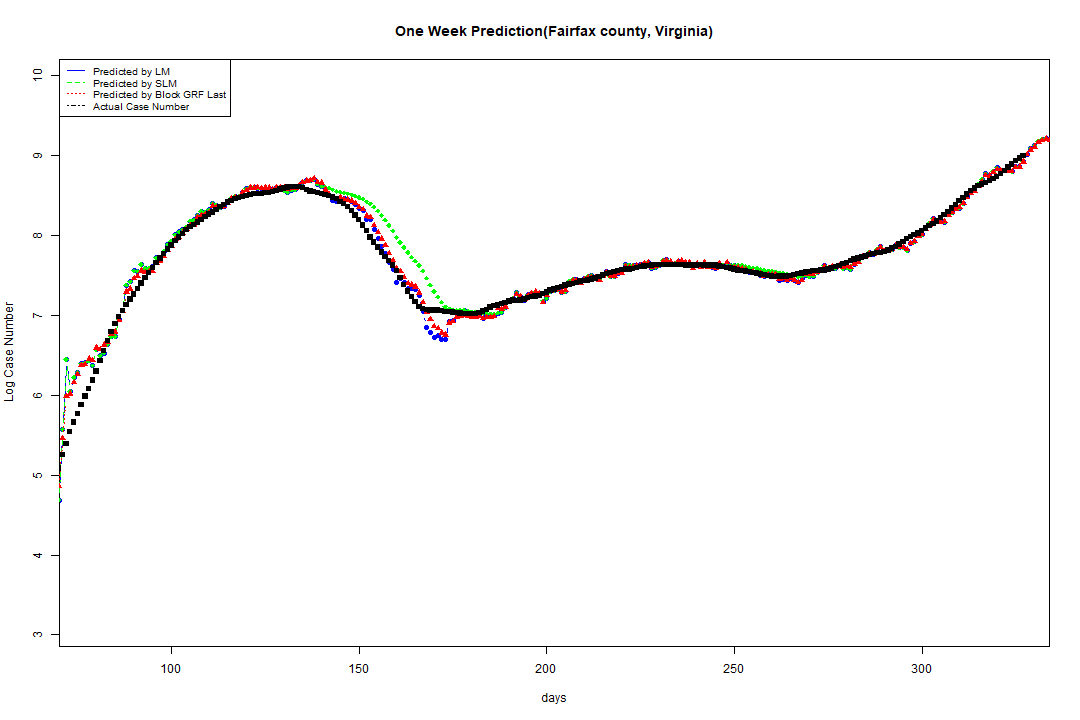 One Week Prediction(Fairfax county, Virginia)
Predicted by LM
Predicted by SLM
Predicted by Block GRF Last
Actual Case Number
10
9
8
7
6
5
4
3
Log Case Number
100 150 200 250 300
days